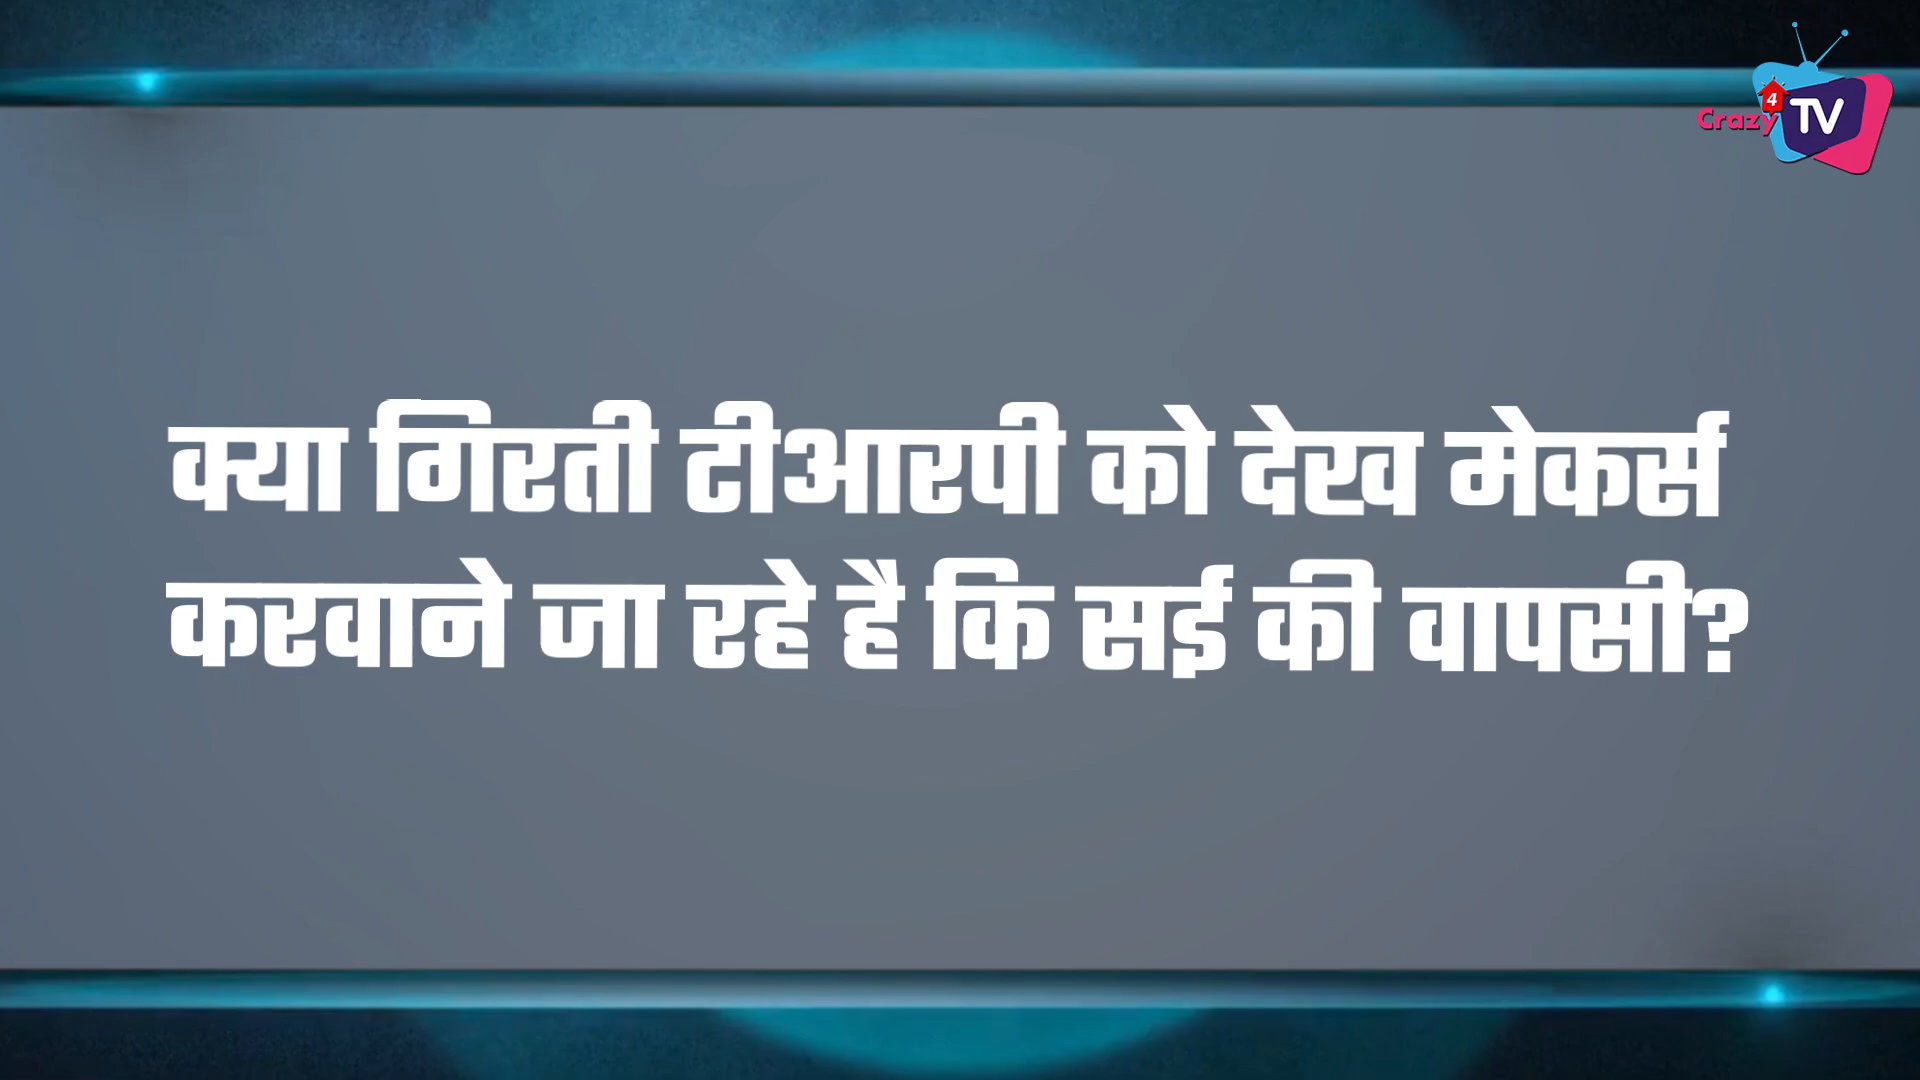 Crazy 4 TV
क्या गिरती टीआरपी को देख मेकर्स
करवाने जा रहे है कि सई की वापसी?